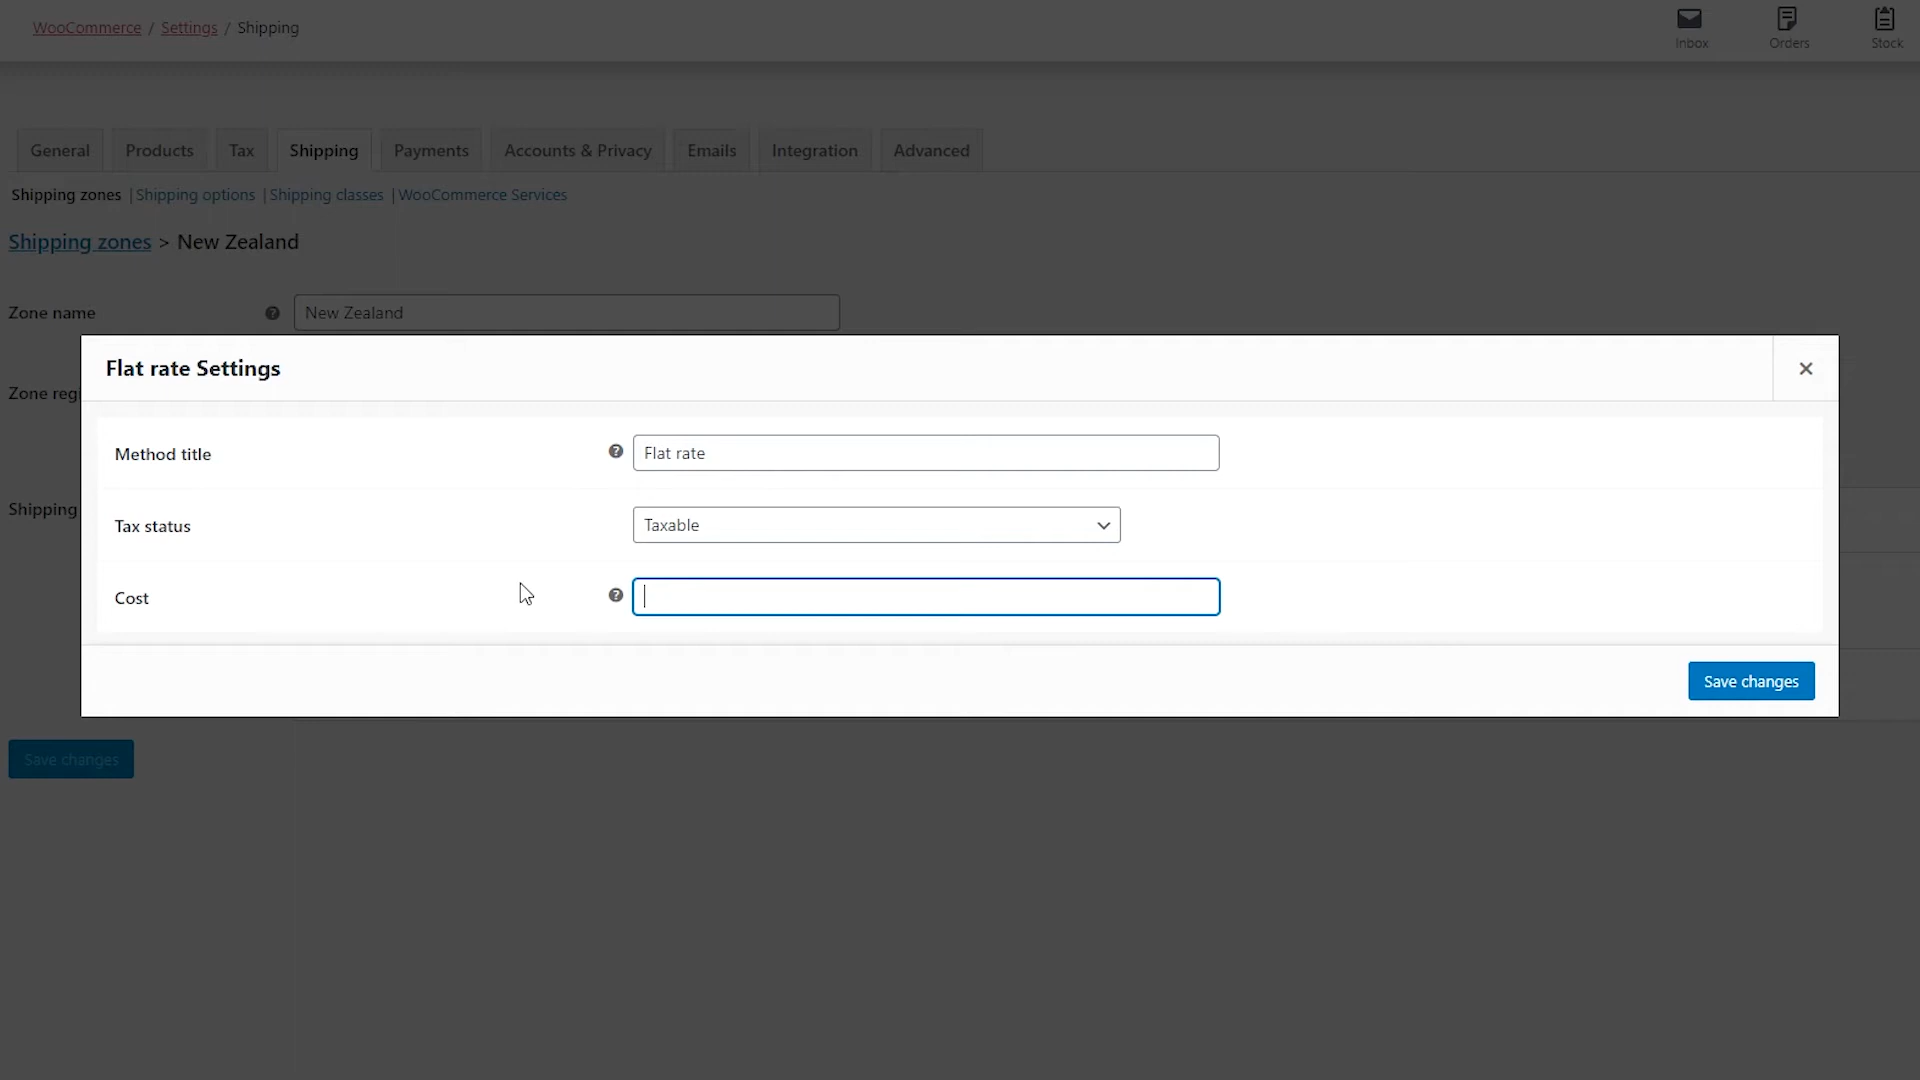 WooCommerce / Settings / Shipping
Inbox
Orders
Stock
General Products Tax Shipping Payments Accounts & Privacy Emails Integration Advanced
Shipping zones | Shipping options | Shipping classes | WooCommerce Services
Shipping zones > New Zealand
Zone name ? New Zealand
Flat rate Settings
Zone regi
Method title ? Flat rate
Shipping
Tax status Taxable
Cost ?
Save changes
Save changes